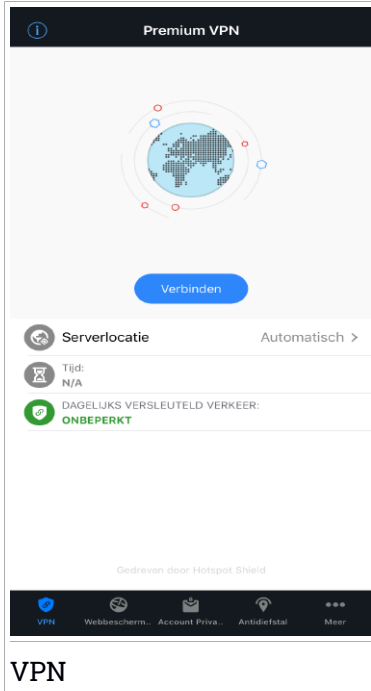 Premium VPN
Verbinden
Serverlocatie
Automatisch >
Tijd:
N/A
DAGELIJKS VERSLEUTELD VERKEER:
ONBEPERKT
Gedreven door Hotspot Shield
VPN
Webbescherm..
Account Priva..
Antidiefstal
Meer
VPN